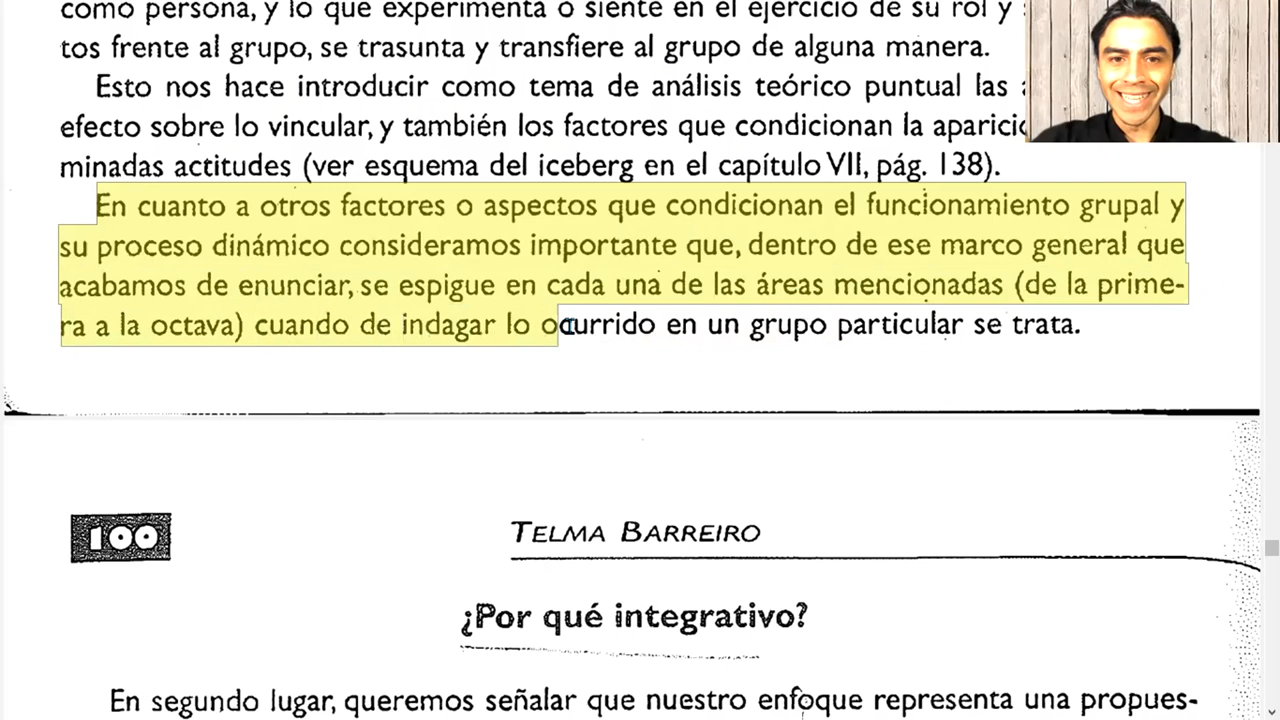 como persona, y lo que experimenta o siente en el ejercicio de su rol y
tos frente al grupo, se trasunta y transfiere al grupo de alguna manera.
Esto nos hace introducir como tema de análisis teórico puntual las
efecto sobre lo vincular, y también los factores que condicionan la aparic
minadas actitudes (ver esquema del iceberg en el capítulo VII, pág. 138).
En cuanto a otros factores o aspectos que condicionan el funcionamiento grupal y
su proceso dinámico consideramos importante que, dentro de ese marco general que
acabamos de enunciar, se espigue en cada una de las áreas mencionadas (de la prime-
ra a la octava) cuando de indagar lo ocurrido en un grupo particular se trata.
100
TELMA BARREIRO
¿Por qué integrativo?
En segundo lugar, queremos señalar que nuestro enfoque representa una propues-